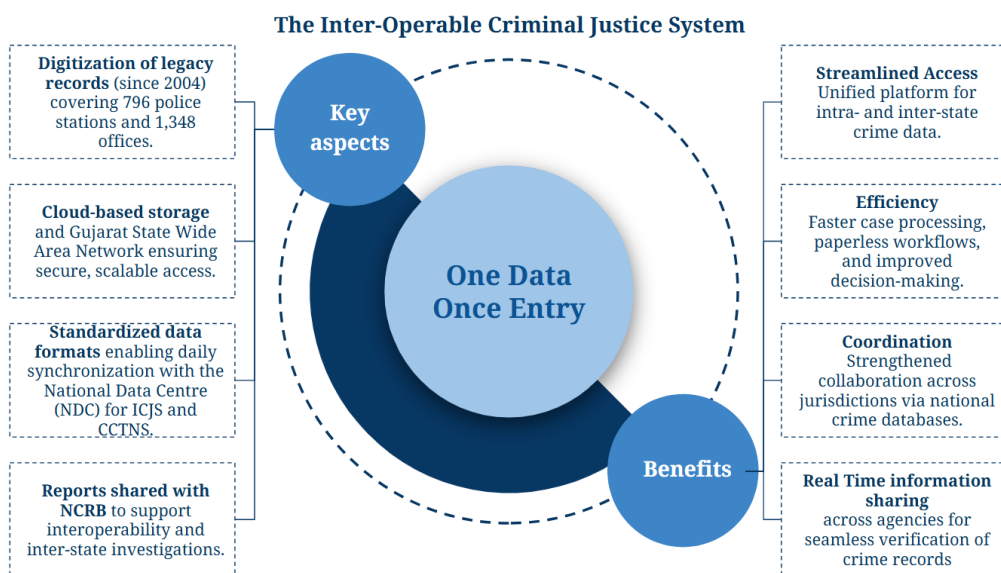 The Inter-Operable Criminal Justice System
Digitization of legacy
records (since 2004)
covering 796 police
stations and 1,348
offices.
Cloud-based storage
and Gujarat State Wide
Area Network ensuring
secure, scalable access.
Standardized data
formats enabling daily
synchronization with the
National Data Centre
(NDC) for ICJS and
CCTNS.
Reports shared with
NCRB to support
interoperability and
inter-state investigations.
Key
aspects
One Data
Once Entry
Benefits
Streamlined Access
Unified platform for
intra- and inter-state
crime data.
Efficiency
Faster case processing,
paperless workflows,
and improved
decision-making.
Coordination
Strengthened
collaboration across
jurisdictions via national
crime databases.
Real Time information
sharing
across agencies for
seamless verification of
crime records